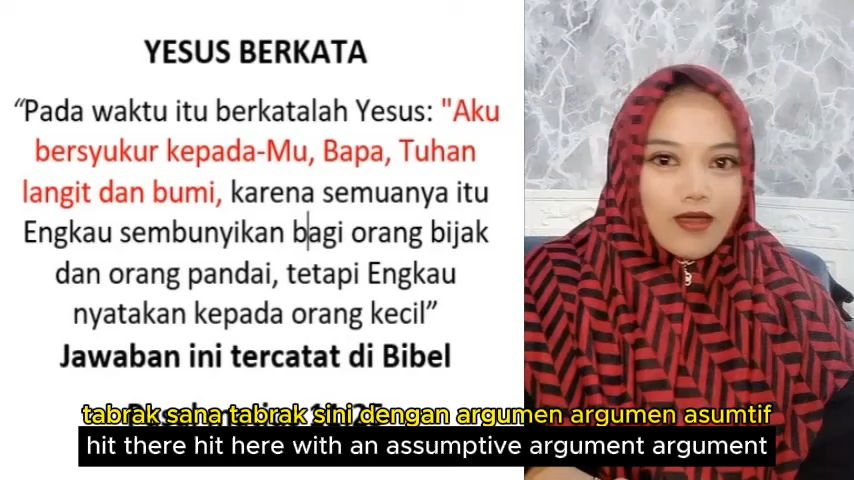 YESUS BERKATA
“Pada waktu itu berkatalah Yesus: "Aku
bersyukur kepada-Mu, Bapa, Tuhan
langit dan bumi, karena semuanya itu
Engkau sembunyikan bagi orang bijak
dan orang pandai, tetapi Engkau
nyatakan kepada orang kecil”
Jawaban ini tercatat di Bibel
tabrak sana tabrak sini dengan argumen argumen asumtif
hit there hit here with an assumptive argument argument